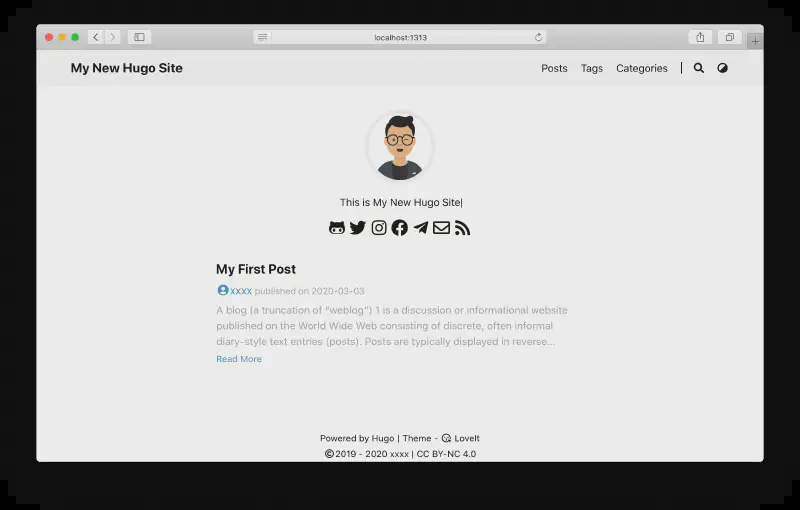 localhost:1313
My New Hugo Site
Posts Tags Categories |
This is My New Hugo Site|
My First Post
xxxx published on 2020-03-03
A blog (a truncation of “weblog”) 1 is a discussion or informational website
published on the World Wide Web consisting of discrete, often informal
diary-style text entries (posts). Posts are typically displayed in reverse...
Read More
Powered by Hugo | Theme - LoveIt
©2019 - 2020 xxxx | CC BY-NC 4.0